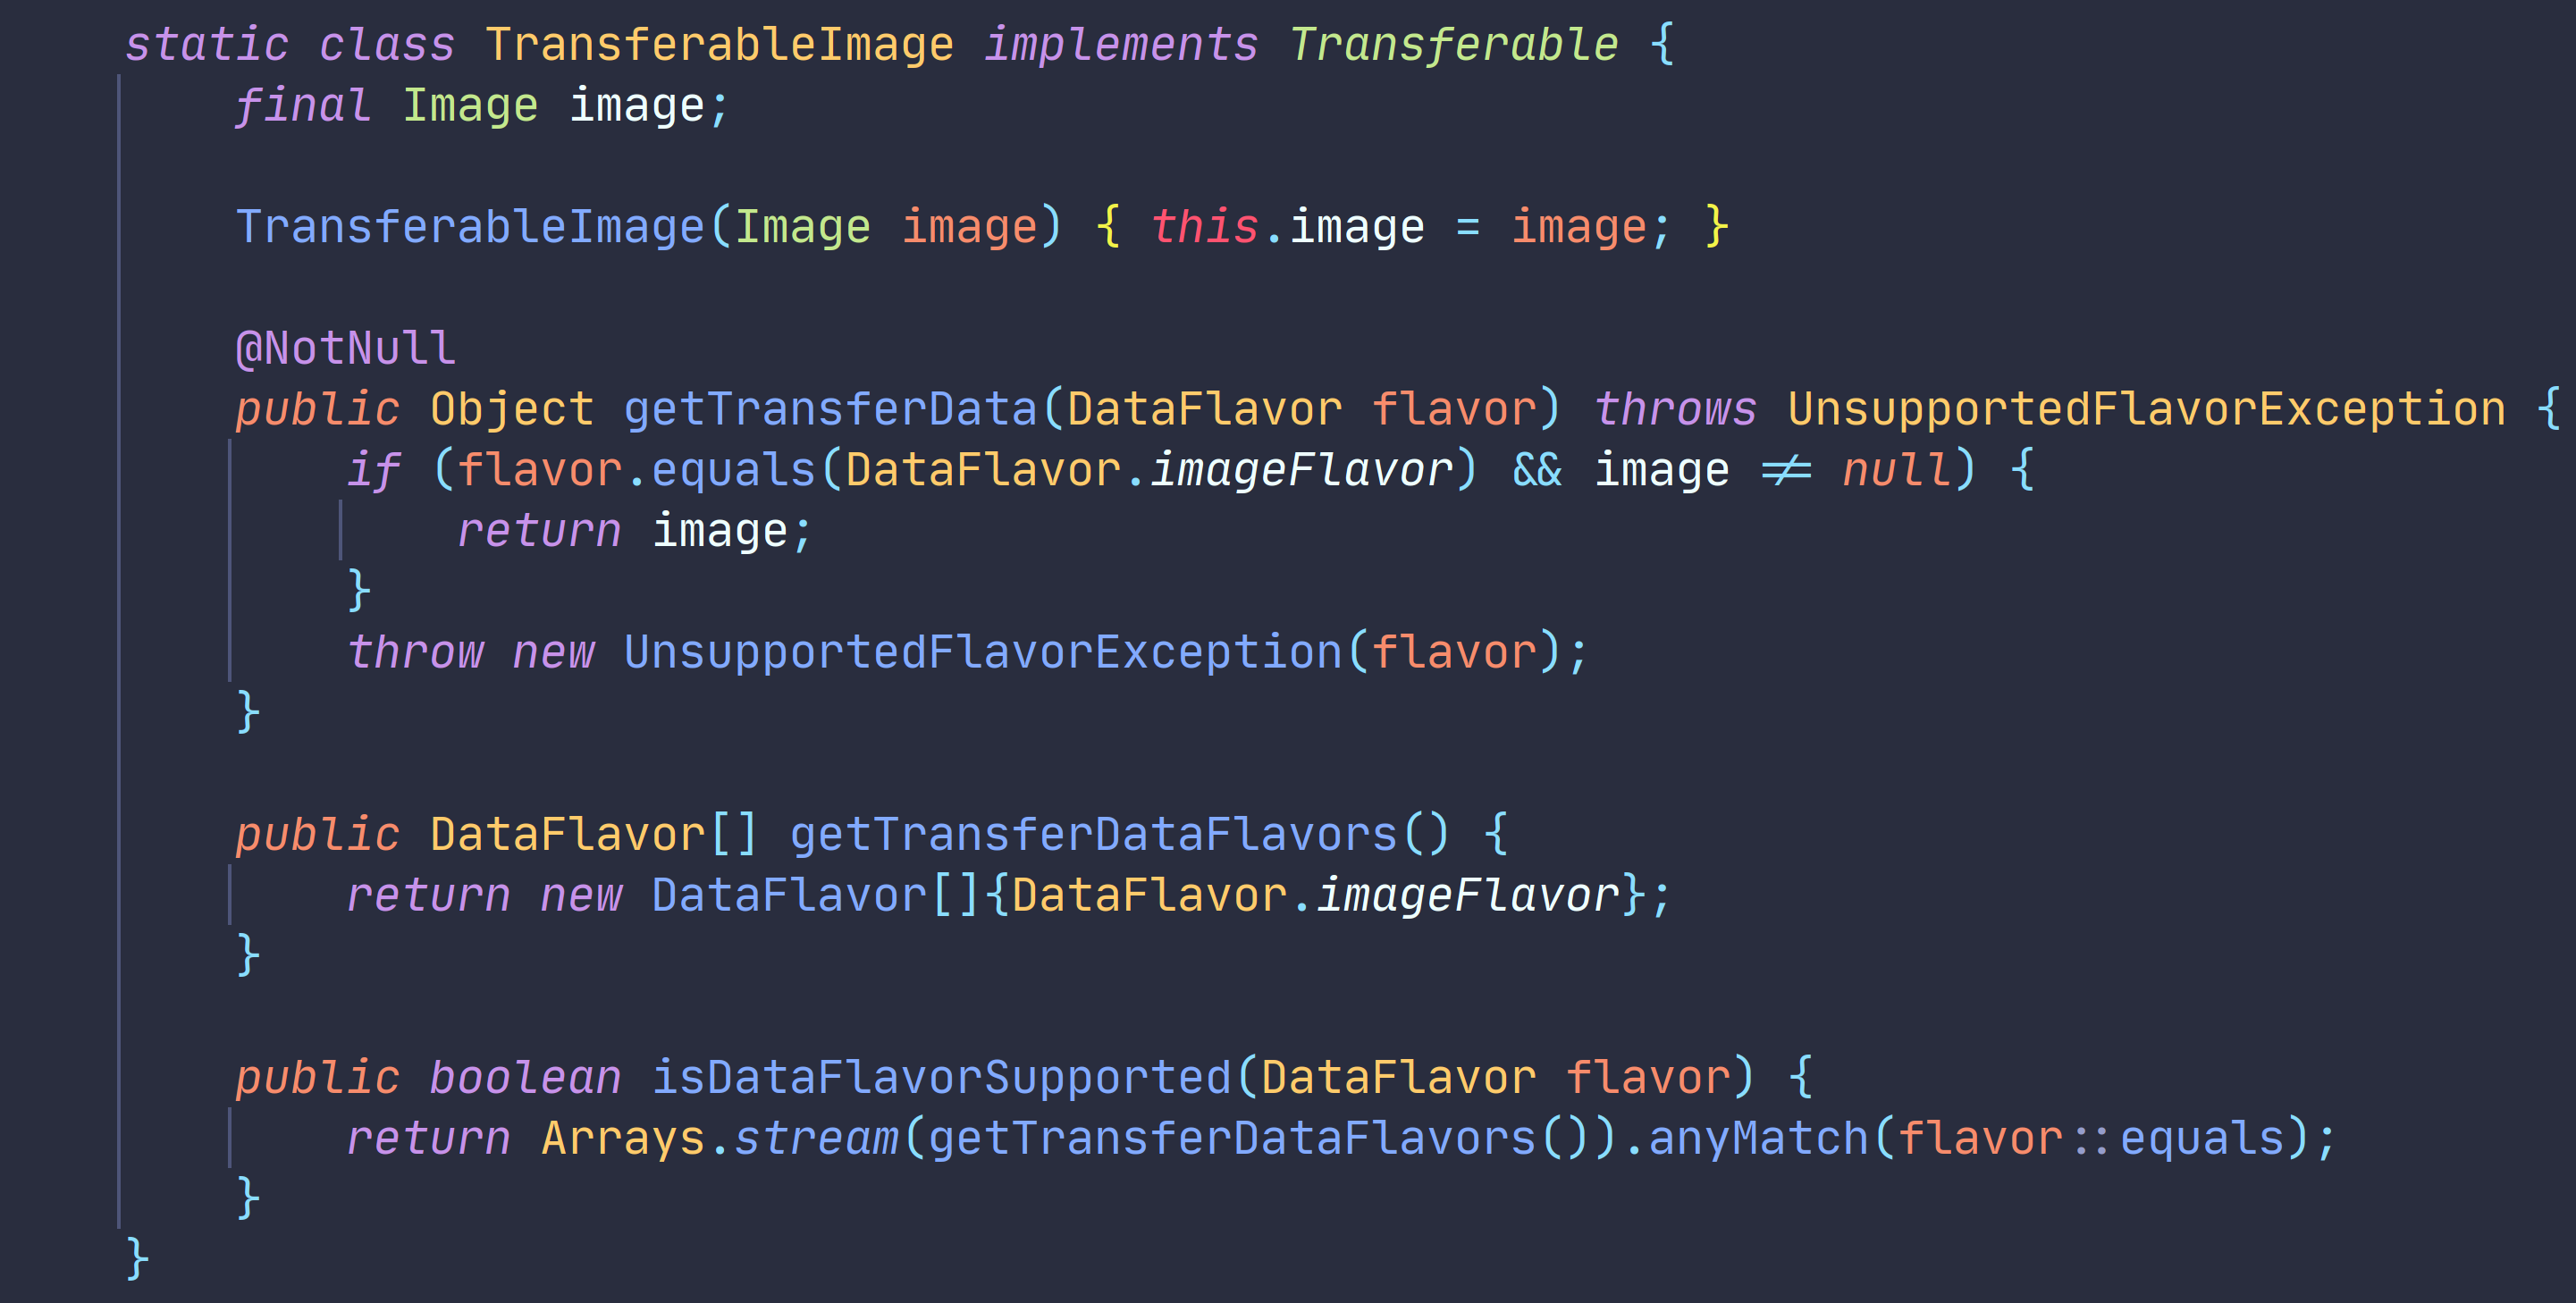 static class TransferableImage implements Transferable {
final Image image;
TransferableImage(Image image) { this.image = image; }
@NotNull
public Object getTransferData(DataFlavor flavor) throws UnsupportedFlavorException {
if (flavor.equals(DataFlavor.imageFlavor) && image != null) {
return image;
}
throw new UnsupportedFlavorException(flavor);
}
public DataFlavor[] getTransferDataFlavors() {
return new DataFlavor[]{DataFlavor.imageFlavor};
}
public boolean isDataFlavorSupported(DataFlavor flavor) {
return Arrays.stream(getTransferDataFlavors()).anyMatch(flavor::equals);
}
}